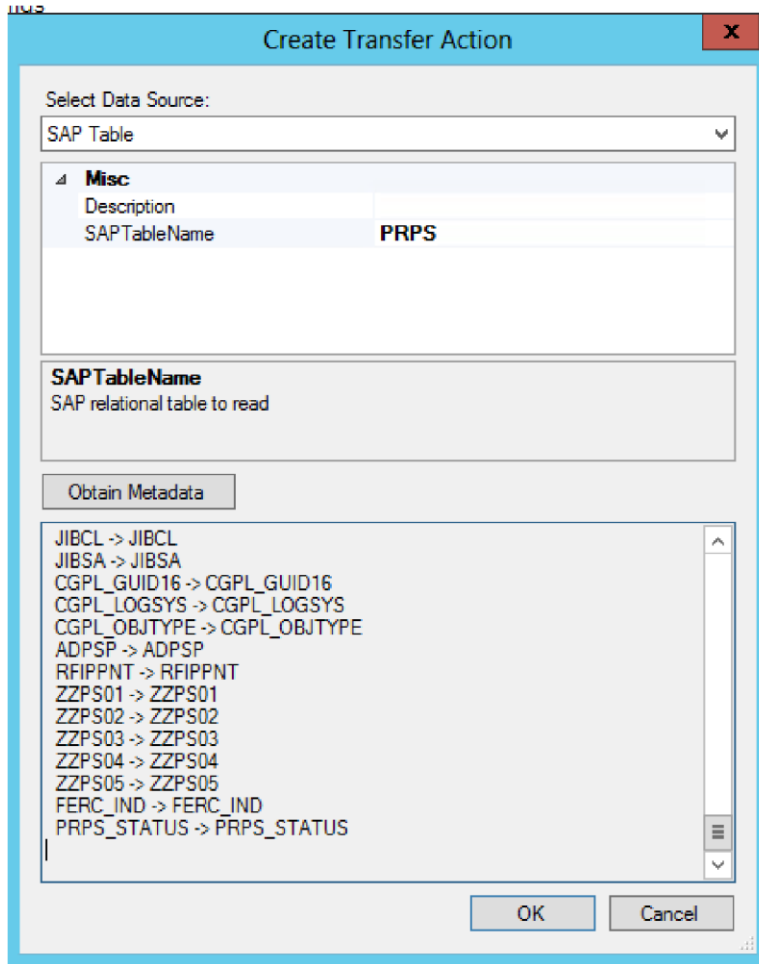 Create Transfer Action
x
Select Data Source:
SAP Table
Misc
Description
SAPTableName PRPS
SAPTableName
SAP relational table to read
Obtain Metadata
JIBCL -> JIBCL
JIBSA -> JIBSA
CGPL_GUID16 -> CGPL_GUID16
CGPL_LOGSYS -> CGPL_LOGSYS
CGPL_OBJTYPE -> CGPL_OBJTYPE
ADPSP -> ADPSP
RFIPPNT -> RFIPPNT
ZZPS01 -> ZZPS01
ZZPS02 -> ZZPS02
ZZPS03 -> ZZPS03
ZZPS04 -> ZZPS04
ZZPS05 -> ZZPS05
FERC_IND -> FERC_IND
PRPS_STATUS -> PRPS_STATUS
OK Cancel